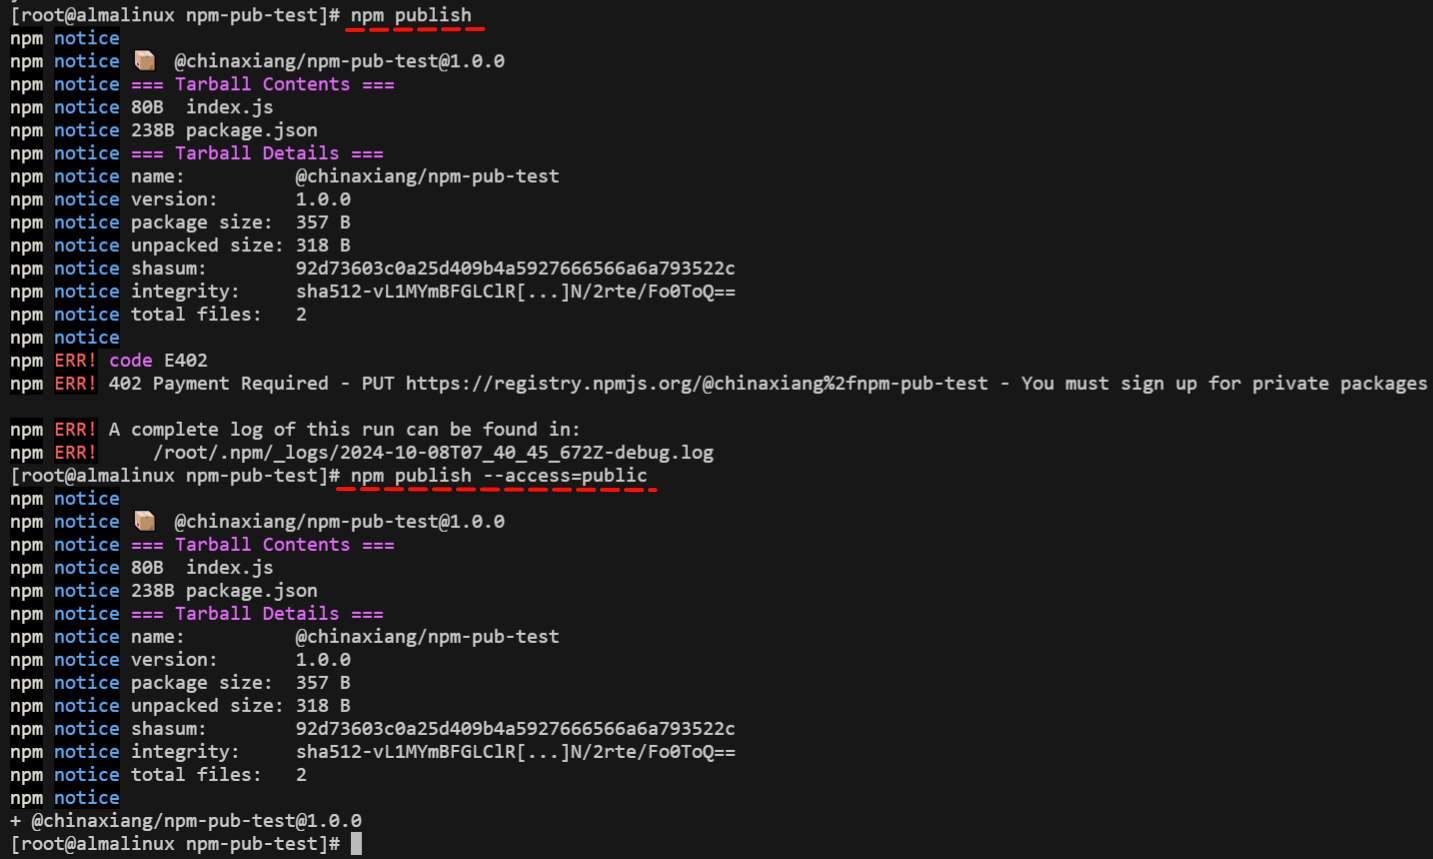 [root@almalinux npm-pub-test]# npm publish
npm notice
npm notice 📦  @chinaxiang/npm-pub-test@1.0.0
npm notice === Tarball Contents ===
npm notice 80B  index.js
npm notice 238B package.json
npm notice === Tarball Details ===
npm notice name:          @chinaxiang/npm-pub-test
npm notice version:       1.0.0
npm notice package size:  357 B
npm notice unpacked size: 318 B
npm notice shasum:        92d73603c0a25d409b4a5927666566a6a793522c
npm notice integrity:     sha512-vL1MYmBFGLClR[...]N/2rte/Fo0ToQ==
npm notice total files:   2
npm notice
npm ERR! code E402
npm ERR! 402 Payment Required - PUT https://registry.npmjs.org/@chinaxiang%2fnpm-pub-test - You must sign up for private packages
npm ERR! A complete log of this run can be found in:
npm ERR!     /root/.npm/_logs/2024-10-08T07_40_45_672Z-debug.log
[root@almalinux npm-pub-test]# npm publish --access=public
npm notice
npm notice 📦  @chinaxiang/npm-pub-test@1.0.0
npm notice === Tarball Contents ===
npm notice 80B  index.js
npm notice 238B package.json
npm notice === Tarball Details ===
npm notice name:          @chinaxiang/npm-pub-test
npm notice version:       1.0.0
npm notice package size:  357 B
npm notice unpacked size: 318 B
npm notice shasum:        92d73603c0a25d409b4a5927666566a6a793522c
npm notice integrity:     sha512-vL1MYmBFGLClR[...]N/2rte/Fo0ToQ==
npm notice total files:   2
npm notice
+ @chinaxiang/npm-pub-test@1.0.0
[root@almalinux npm-pub-test]#